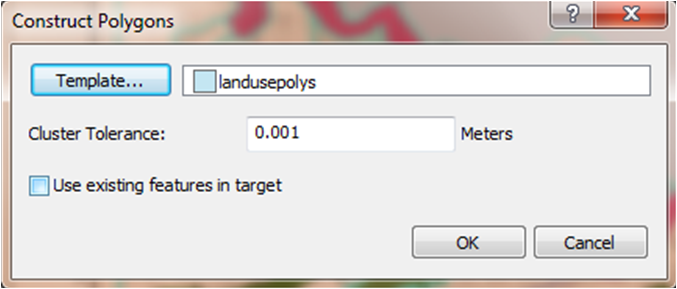 Construct Polygons
?
Template... landusepolys
Cluster Tolerance: 0.001 Meters
Use existing features in target
OK Cancel